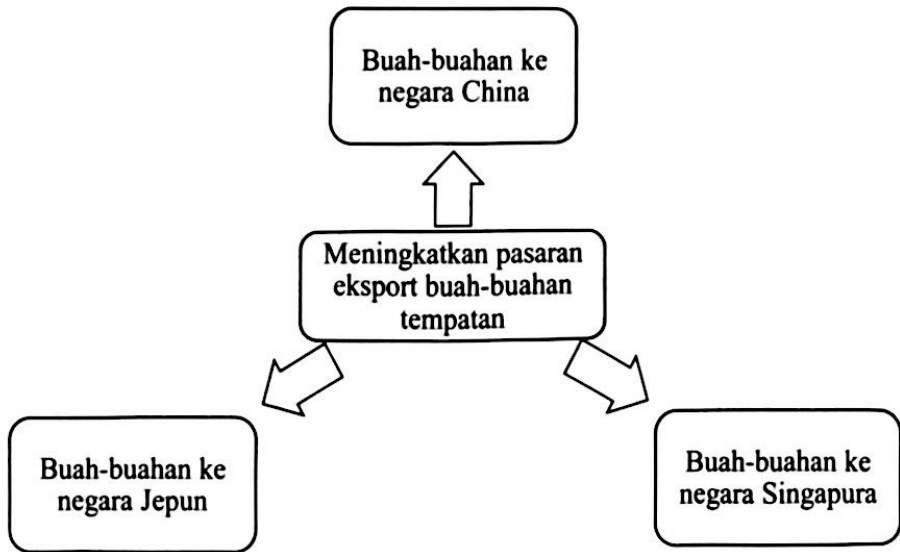 Buah-buahan ke
negara China
Meningkatkan pasaran
eksport buah-buahan
tempatan
Buah-buahan ke
negara Jepun
Buah-buahan ke
negara Singapura